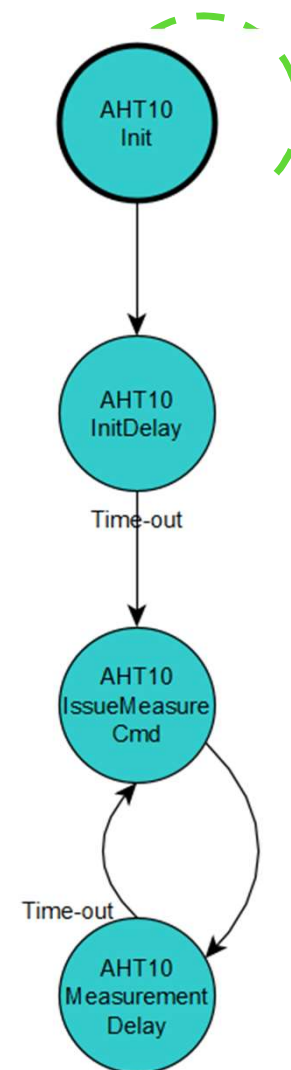 AHT10
Init
AHT10
InitDelay
Time-out
AHT10
IssueMeasure
Cmd
Time-out
AHT10
Measurement
Delay